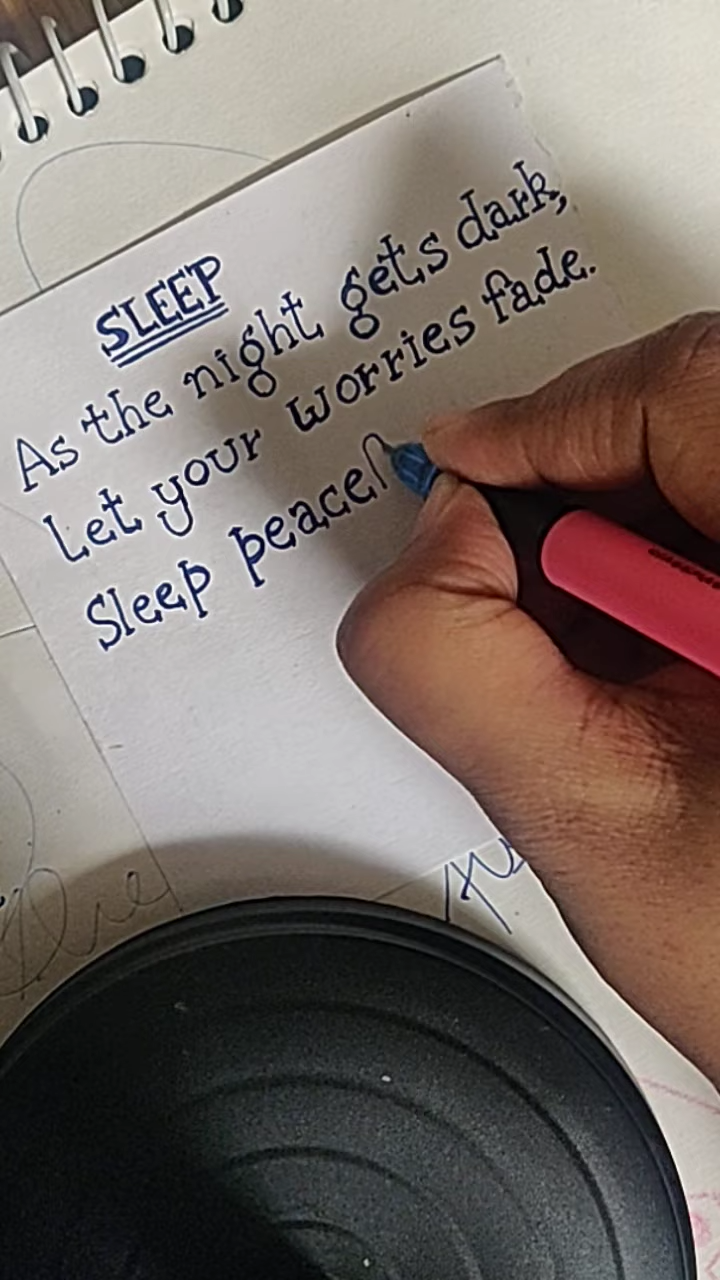 SLEEP
As the night gets dark,
Let your worries fade.
Sleep peace